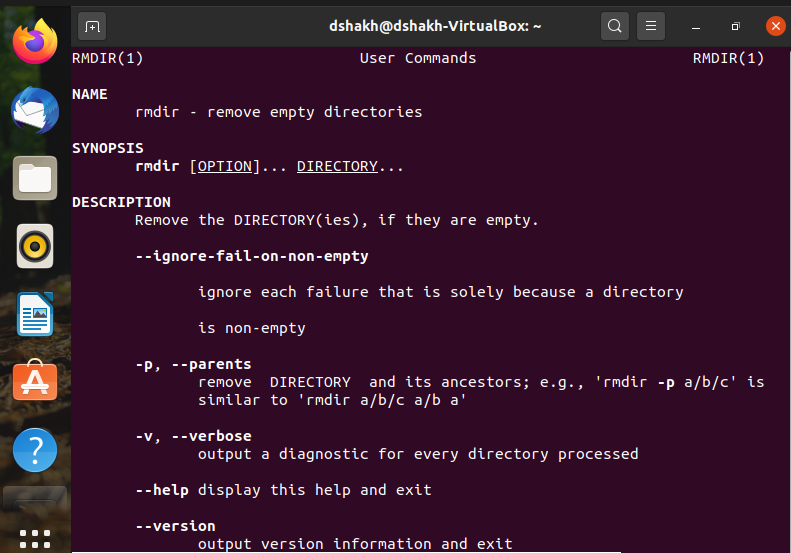 dshakh@dshakh-VirtualBox: ~
RMDIR(1) User Commands RMDIR(1)
NAME
rmdir - remove empty directories
SYNOPSIS
rmdir [OPTION]... DIRECTORY...
DESCRIPTION
Remove the DIRECTORY(ies), if they are empty.
--ignore-fail-on-non-empty
ignore each failure that is solely because a directory
is non-empty
-p, --parents
remove  DIRECTORY  and its ancestors; e.g., 'rmdir -p a/b/c' is
similar to 'rmdir a/b/c a/b a'
-v, --verbose
output a diagnostic for every directory processed
--help display this help and exit
--version
output version information and exit